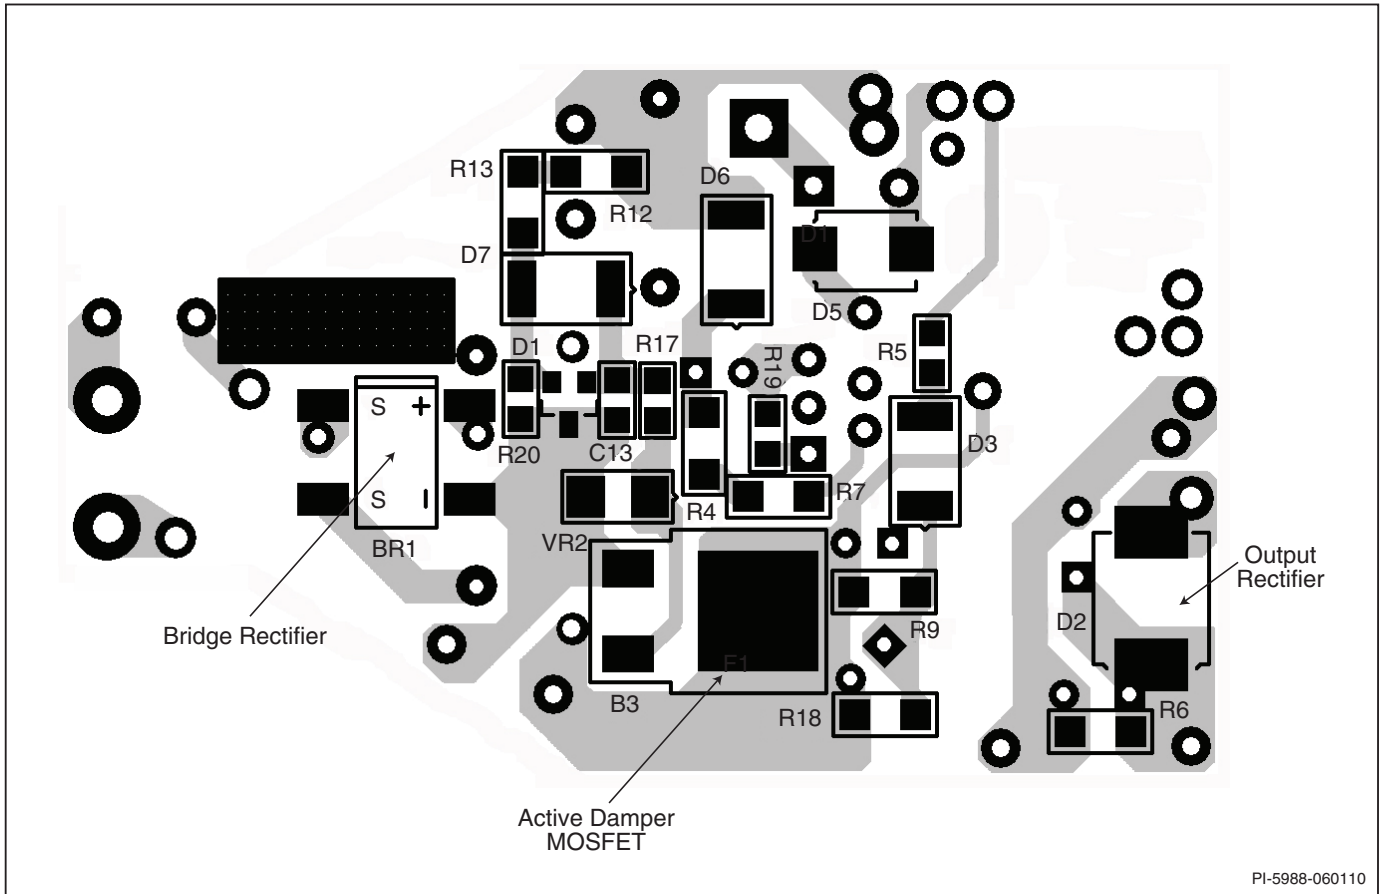 R13
R12
D6
D7
D1
D5
D1
R17
R19
R5
S +
S –
R20
C13
D3
R4
R7
VR2
BR1
Output
Rectifier
D2
R9
Bridge Rectifier
F1
B3
R18
R6
Active Damper
MOSFET
PI-5988-060110